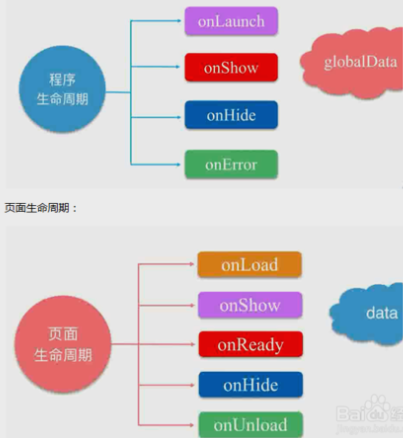 onLaunch
程序
生命周期
onShow
globalData
onHide
onError
页面生命周期：
onLoad
onShow
data
页面
生命周期
onReady
onHide
onUnload